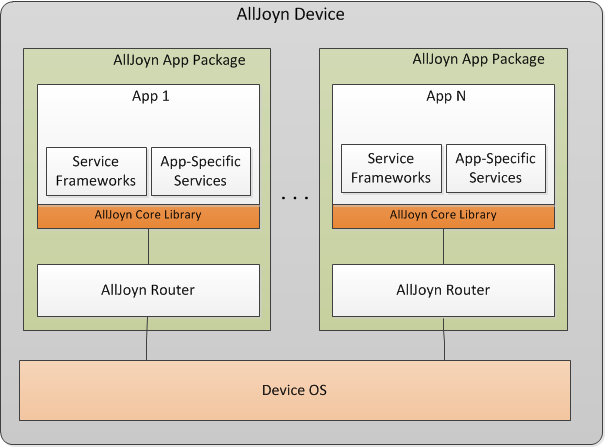 AllJoyn Device
AllJoyn App Package
App 1
Service
Frameworks
App-Specific
Services
AllJoyn Core Library
AllJoyn Router
. . .
AllJoyn App Package
App N
Service
Frameworks
App-Specific
Services
AllJoyn Core Library
AllJoyn Router
Device OS